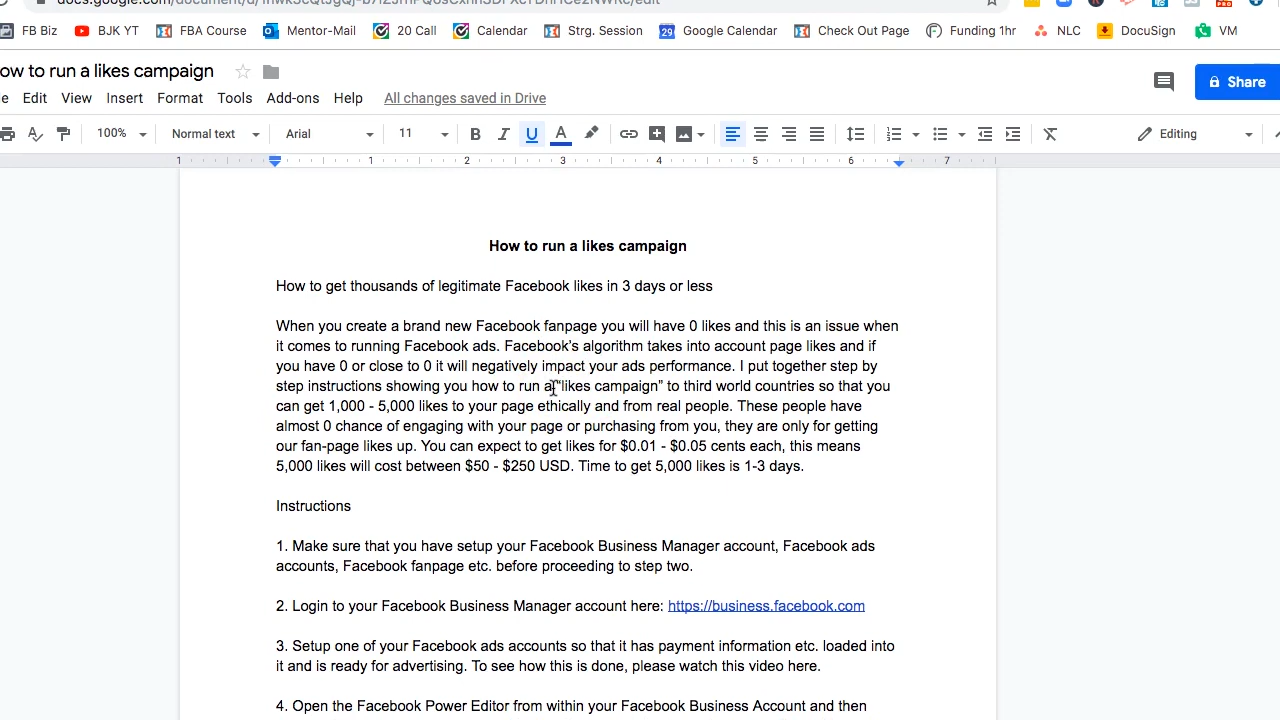 FB Biz BJK YT FBA Course Mentor-Mail 20 Call Calendar Strg. Session Google Calendar Check Out Page Funding 1hr NLC DocuSign VM
ow to run a likes campaign
Share
e Edit View Insert Format Tools Add-ons Help All changes saved in Drive
100% Normal text Arial 11 B I U A Editing
1 1 2 3 4 5 6 7
How to run a likes campaign
How to get thousands of legitimate Facebook likes in 3 days or less
When you create a brand new Facebook fanpage you will have 0 likes and this is an issue when
it comes to running Facebook ads. Facebook's algorithm takes into account page likes and if
you have 0 or close to 0 it will negatively impact your ads performance. I put together step by
step instructions showing you how to run a "likes campaign" to third world countries so that you
can get 1,000 - 5,000 likes to your page ethically and from real people. These people have
almost 0 chance of engaging with your page or purchasing from you, they are only for getting
our fan-page likes up. You can expect to get likes for $0.01 - $0.05 cents each, this means
5,000 likes will cost between $50 - $250 USD. Time to get 5,000 likes is 1-3 days.
Instructions
1. Make sure that you have setup your Facebook Business Manager account, Facebook ads
accounts, Facebook fanpage etc. before proceeding to step two.
2. Login to your Facebook Business Manager account here: https://business.facebook.com
3. Setup one of your Facebook ads accounts so that it has payment information etc. loaded into
it and is ready for advertising. To see how this is done, please watch this video here.
4. Open the Facebook Power Editor from within your Facebook Business Account and then